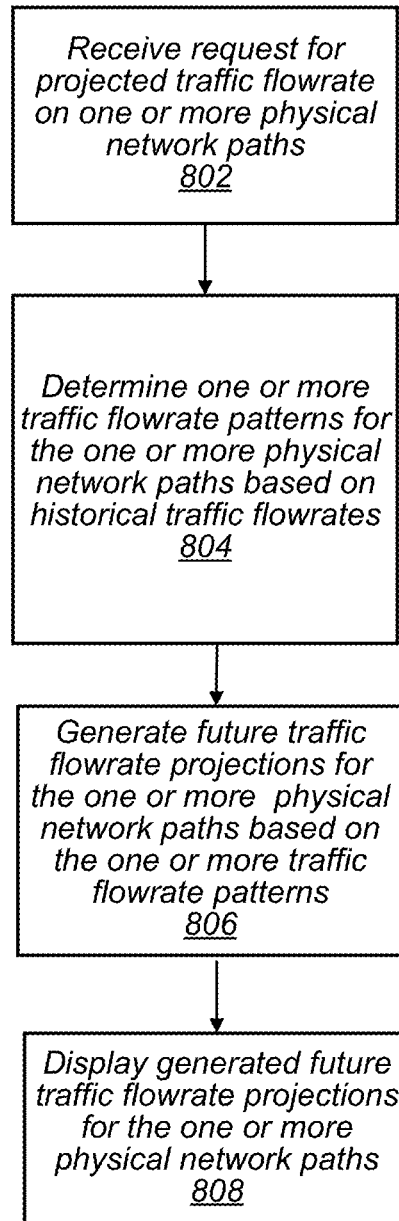 Receive request for
projected traffic flowrate
on one or more physical
network paths
802
Determine one or more
traffic flowrate patterns for
the one or more physical
network paths based on
historical traffic flowrates
804
Generate future traffic
flowrate projections for
the one or more physical
network paths based on
the one or more traffic
flowrate patterns
806
Display generated future
traffic flowrate projections
for the one or more
physical network paths
808